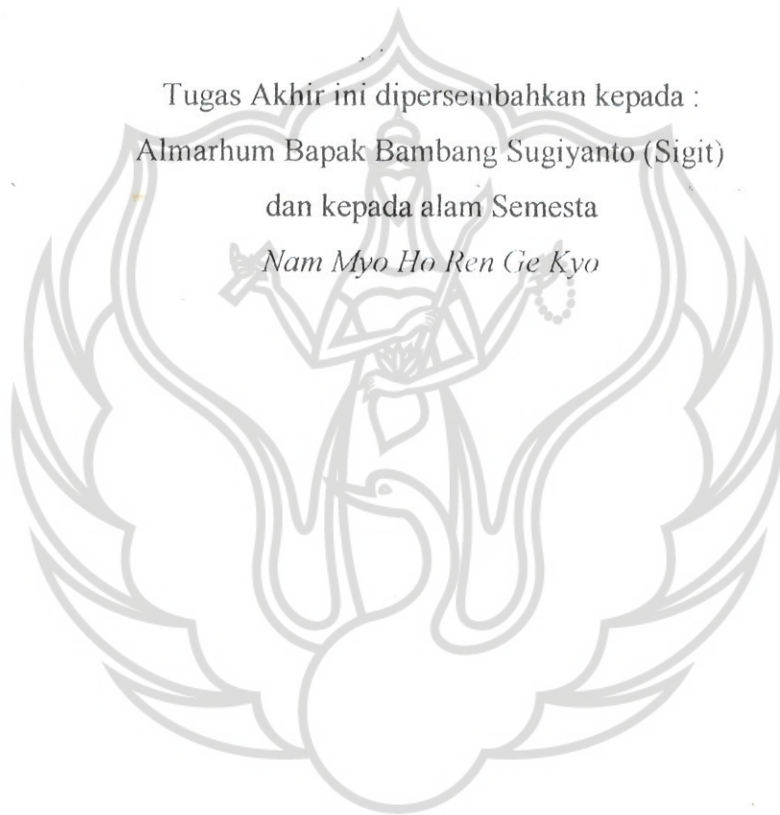 Tugas Akhir ini dipersembahkan kepada :
Almarhum Bapak Bambang Sugiyanto (Sigit)
dan kepada alam Semesta
Nam Myo Ho Ren Ge Kyo